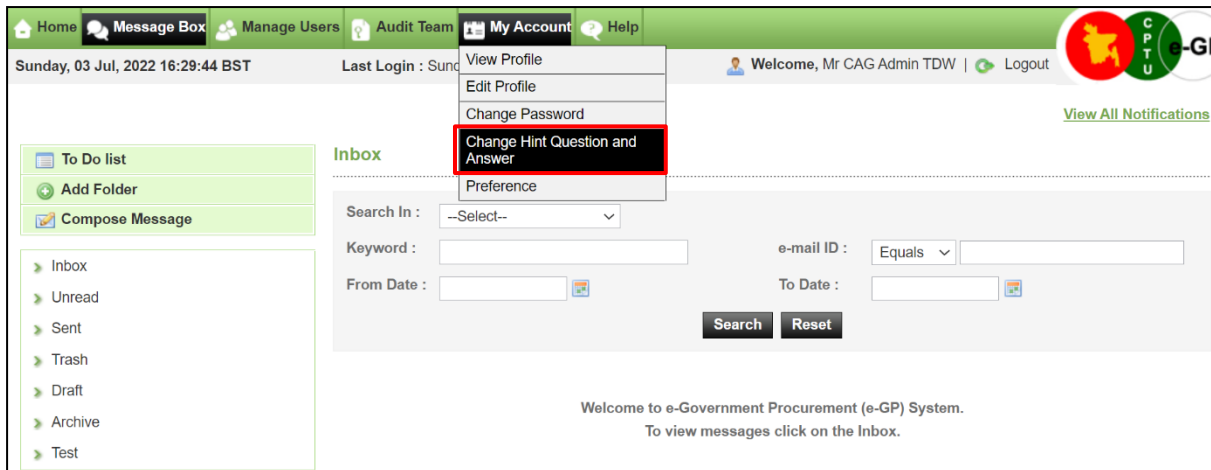 Home Message Box Manage Users Audit Team My Account Help
Sunday, 03 Jul, 2022 16:29:44 BST Last Login : Welcome, Mr CAG Admin TDW | Logout
View Profile
Edit Profile
Change Password
Change Hint Question and
Answer
Preference
CPTU
e-G
View All Notifications
To Do list
Add Folder
Compose Message
Inbox
Unread
Sent
Trash
Draft
Archive
Test
Inbox
Search In : --Select--
Keyword : e-mail ID : Equals
From Date : To Date :
Search Reset
Welcome to e-Government Procurement (e-GP) System.
To view messages click on the Inbox.